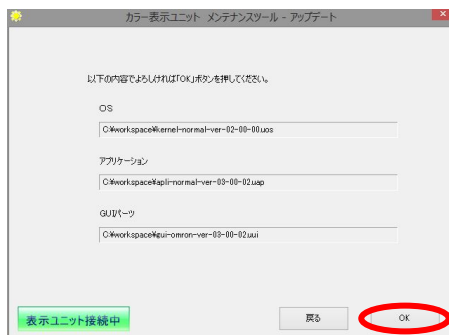 カラー表示ユニット メンテナンスツール - アップデート
以下の内容でよろしければ「OK」ボタンを押してください。
OS
C:¥workspace¥kernel-normal-ver-02-00-00.uos
アプリケーション
C:¥workspace¥apli-normal-ver-03-00-02.uap
GUIパーツ
C:¥workspace¥gui-omron-ver-03-00-02.uui
表示ユニット接続中
戻る
OK